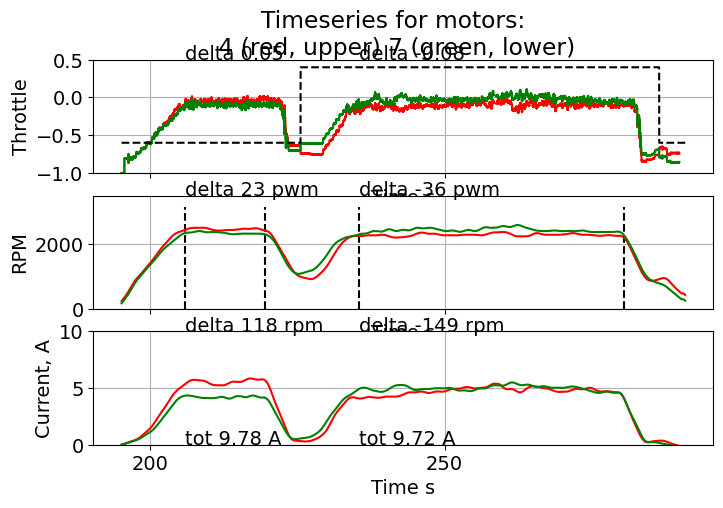 Timeseries for motors:
4 (red, upper) 7 (green, lower)
delta 0.05 delta -0.08
Throttle
0.5
0.0
−0.5
−1.0
delta 23 pwm delta -36 pwm
RPM
2000
0
delta 118 rpm delta -149 rpm
Current, A
10
5
0
tot 9.78 A tot 9.72 A
200 250
Time s